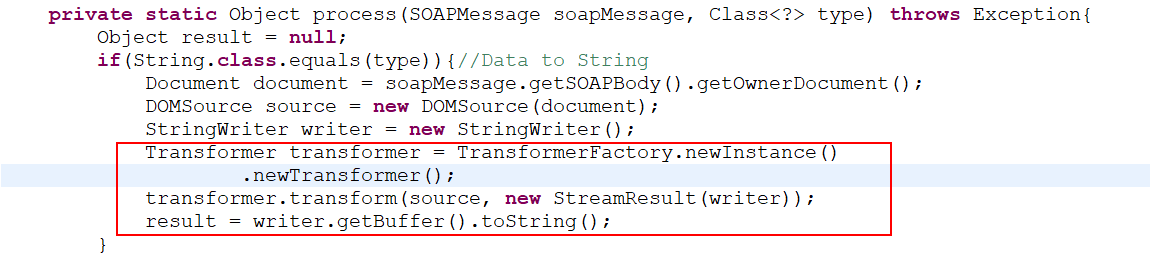 private static Object process(SOAPMessage soapMessage, Class<?> type) throws Exception{
Object result = null;
if(String.class.equals(type)){//Data to String
Document document = soapMessage.getSOAPBody().getOwnerDocument();
DOMSource source = new DOMSource(document);
StringWriter writer = new StringWriter();
Transformer transformer = TransformerFactory.newInstance()
.newTransformer();
transformer.transform(source, new StreamResult(writer));
result = writer.getBuffer().toString();
}